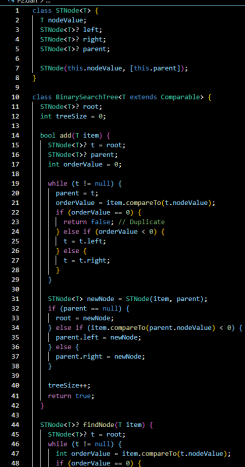 1 class STNode<T> {
2 T nodeValue;
3 STNode<T>? left;
4 STNode<T>? right;
5 STNode<T>? parent;
6
7 STNode(this.nodeValue, [this.parent]);
8 }
9
10 class BinarySearchTree<T extends Comparable> {
11 STNode<T>? root;
12 int treeSize = 0;
13
14 bool add(T item) {
15 STNode<T>? t = root;
16 STNode<T>? parent;
17 int orderValue = 0;
18
19 while (t != null) {
20 parent = t;
21 orderValue = item.compareTo(t.nodeValue);
22 if (orderValue == 0) {
23 return false; // Duplicate
24 } else if (orderValue < 0) {
25 t = t.left;
26 } else {
27 t = t.right;
28 }
29 }
30
31 STNode<T> newNode = STNode(item, parent);
32 if (parent == null) {
33 root = newNode;
34 } else if (item.compareTo(parent.nodeValue) < 0) {
35 parent.left = newNode;
36 } else {
37 parent.right = newNode;
38 }
39
40 treeSize++;
41 return true;
42 }
43
44 STNode<T>? findNode(T item) {
45 STNode<T>? t = root;
46 while (t != null) {
47 int orderValue = item.compareTo(t.nodeValue);
48 if (orderValue == 0) {